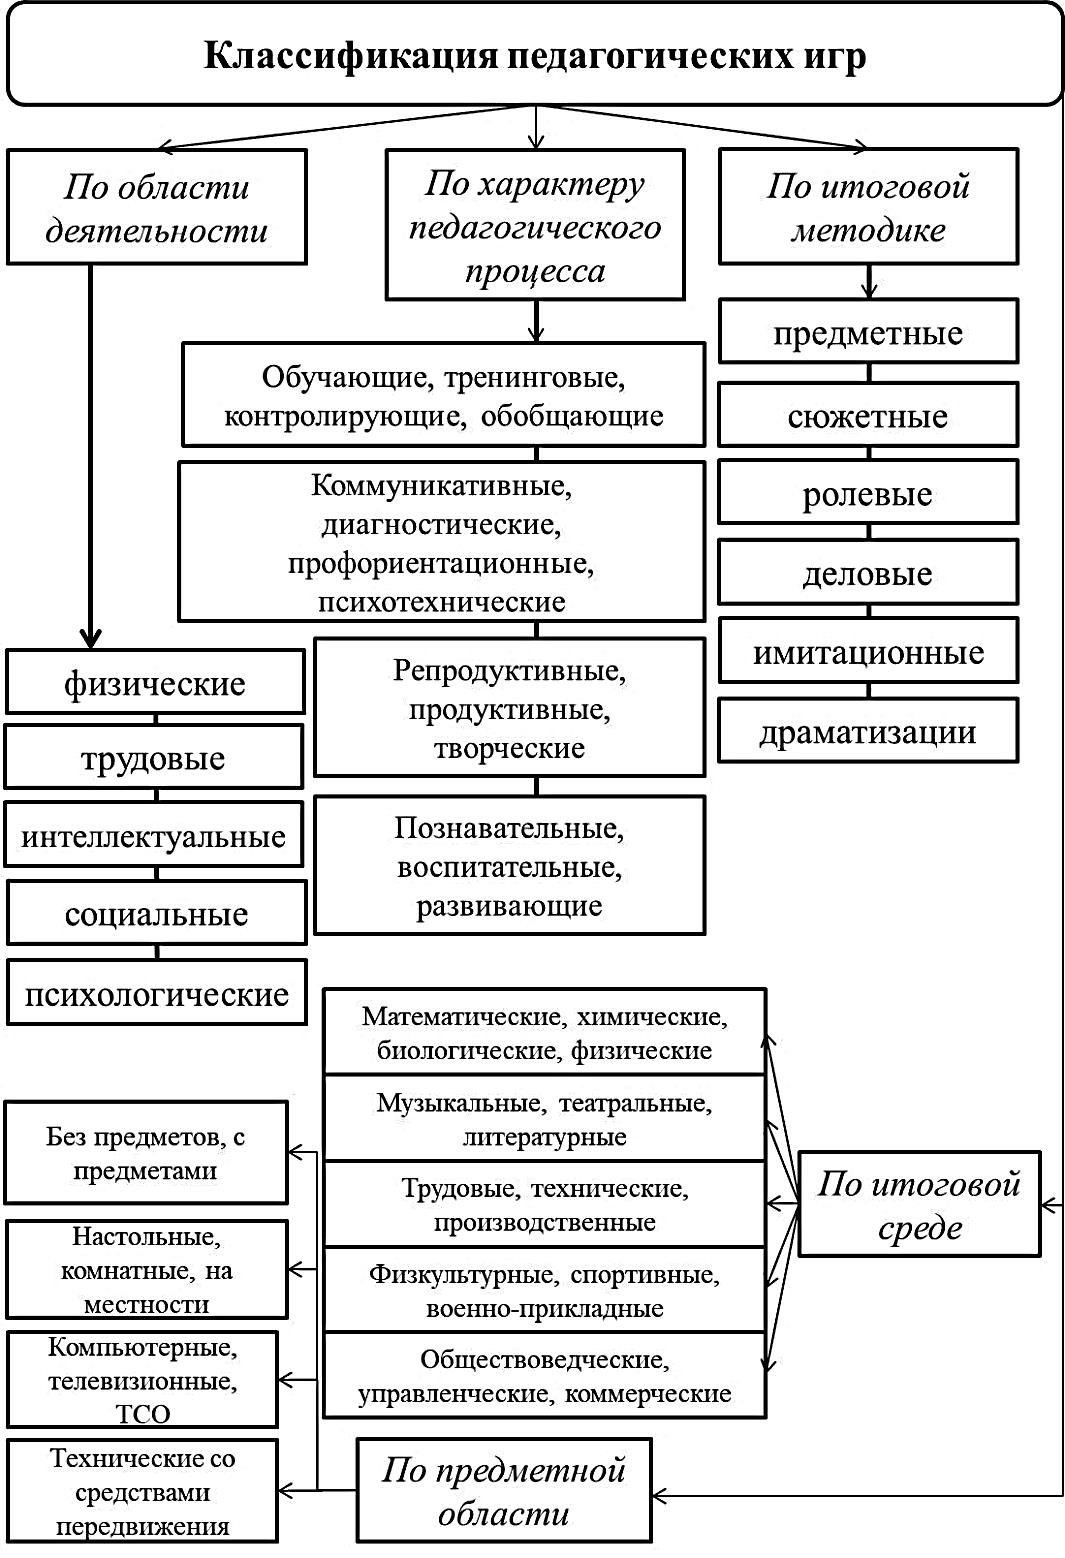 Классификация педагогических игр
По области
деятельности
По характеру
педагогического
процесса
По итоговой
методике
Обучающие, тренинговые,
контролирующие, обобщающие
Коммуникативные,
диагностические,
профориентационные,
психотехнические
Репродуктивные,
продуктивные,
творческие
Познавательные,
воспитательные,
развивающие
предметные
сюжетные
ролевые
деловые
имитационные
драматизации
физические
трудовые
интеллектуальные
социальные
психологические
Математические, химические,
биологические, физические
Музыкальные, театральные,
литературные
Трудовые, технические,
производственные
Физкультурные, спортивные,
военно-прикладные
Обществоведческие,
управленческие, коммерческие
По итоговой
среде
Без предметов, с
предметами
Настольные,
комнатные, на
местности
Компьютерные,
телевизионные,
ТСО
Технические со
средствами
передвижения
По предметной
области